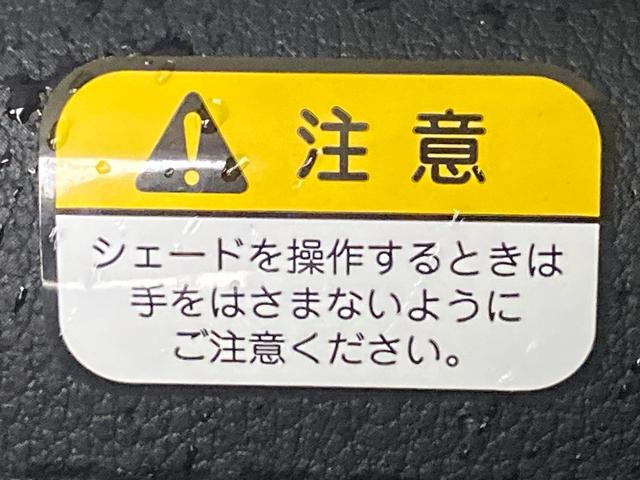 注意
シェードを操作するときは
手をはさまないように
ご注意ください。